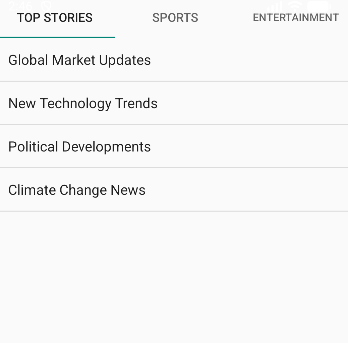 TOP STORIES SPORTS ENTERTAINMENT
Global Market Updates
New Technology Trends
Political Developments
Climate Change News